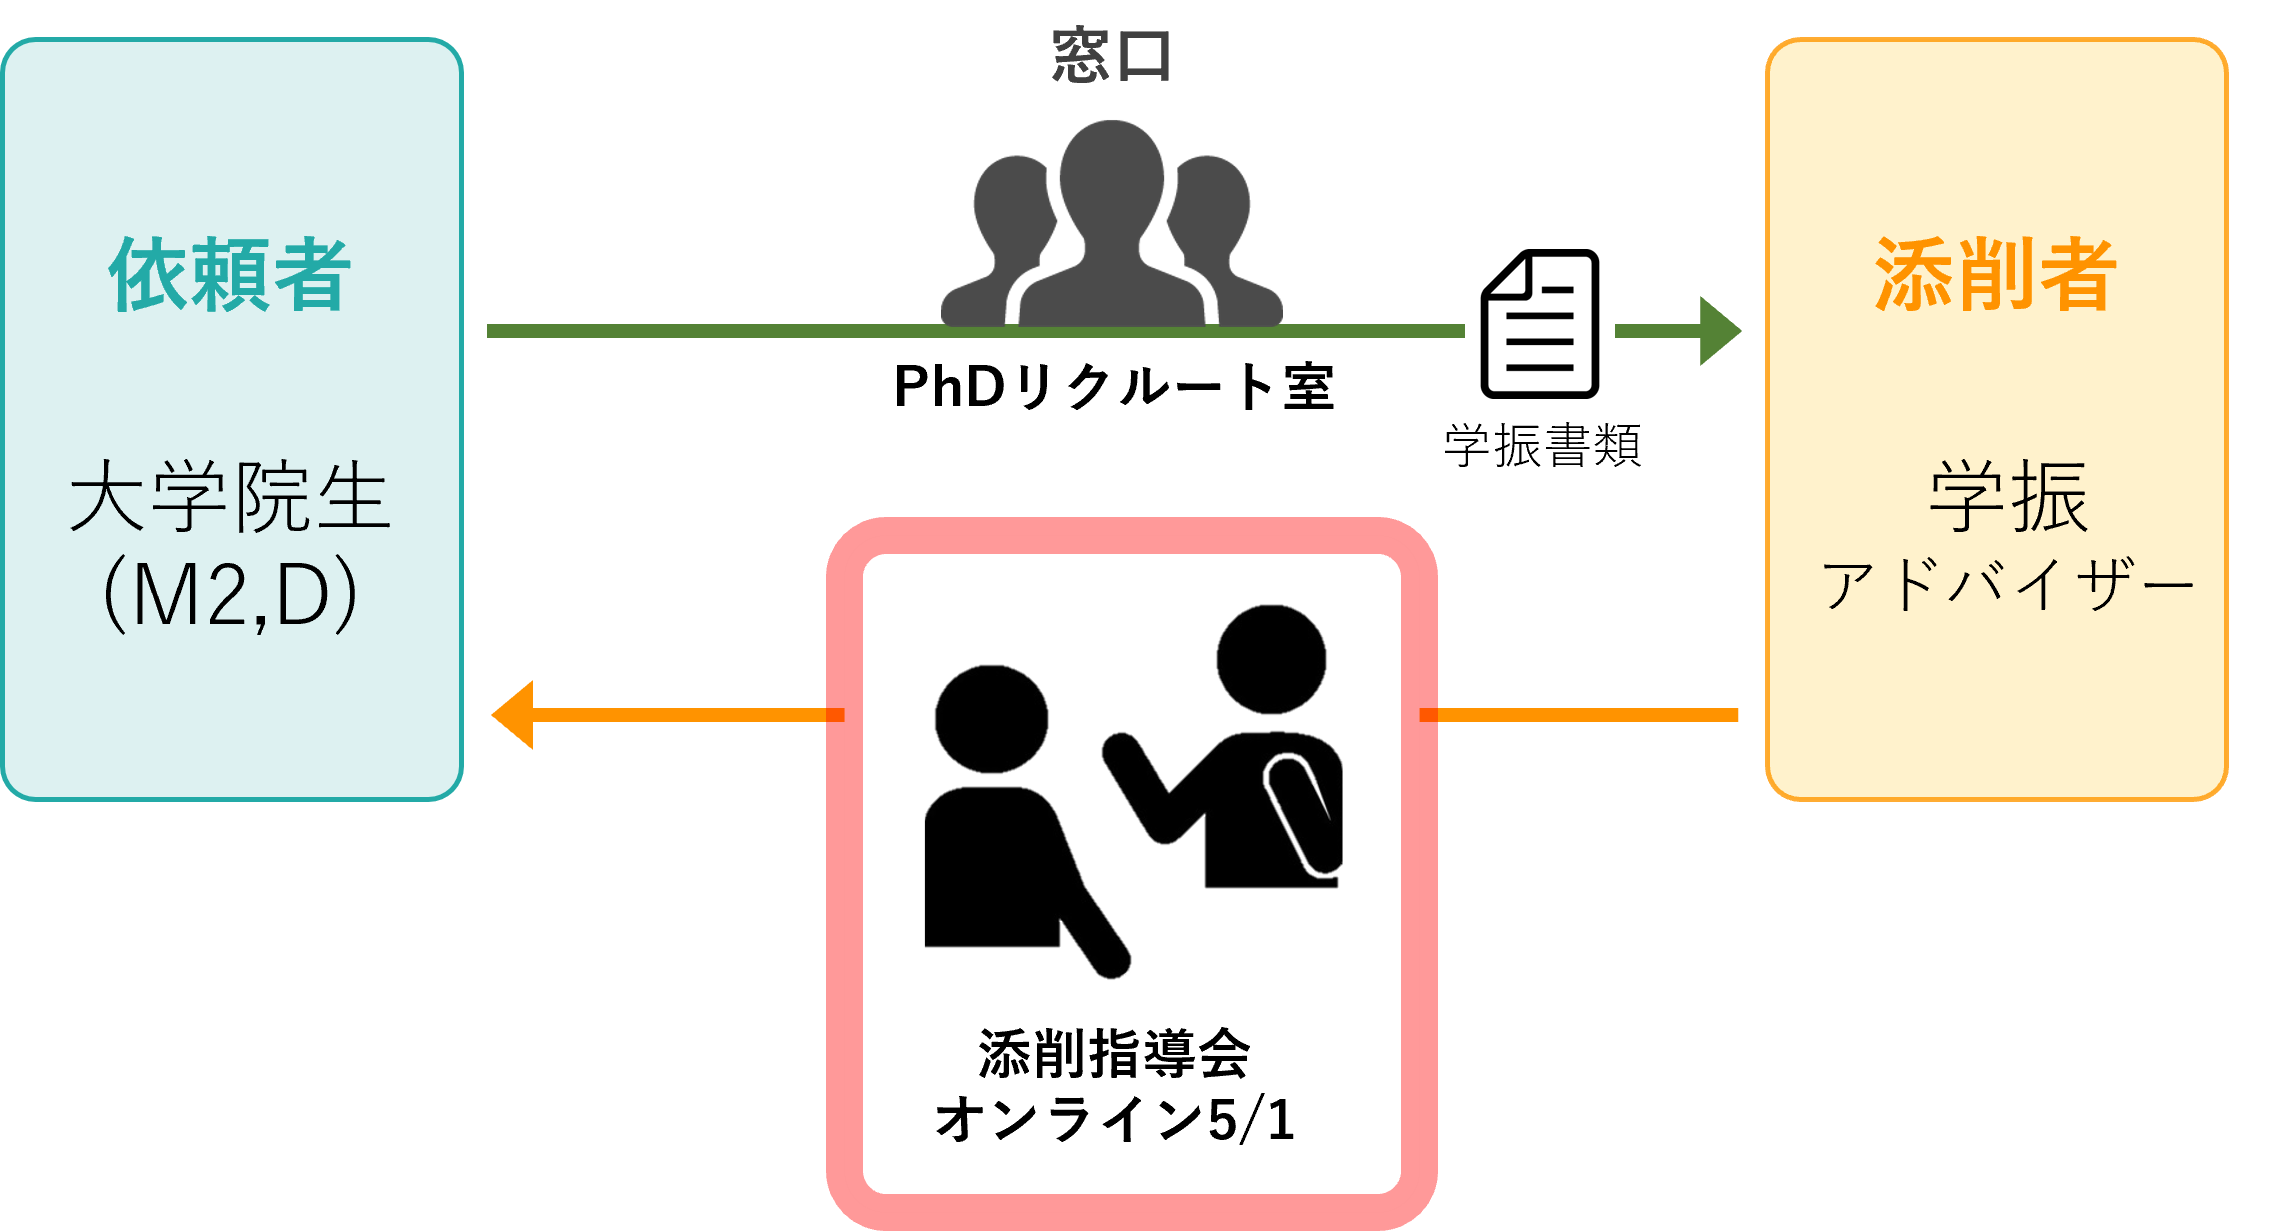 窓口
依頼者
大学院生
(M2,D)
PhDリクルート室
学振書類
添削者
学振
アドバイザー
添削指導会
オンライン5/1